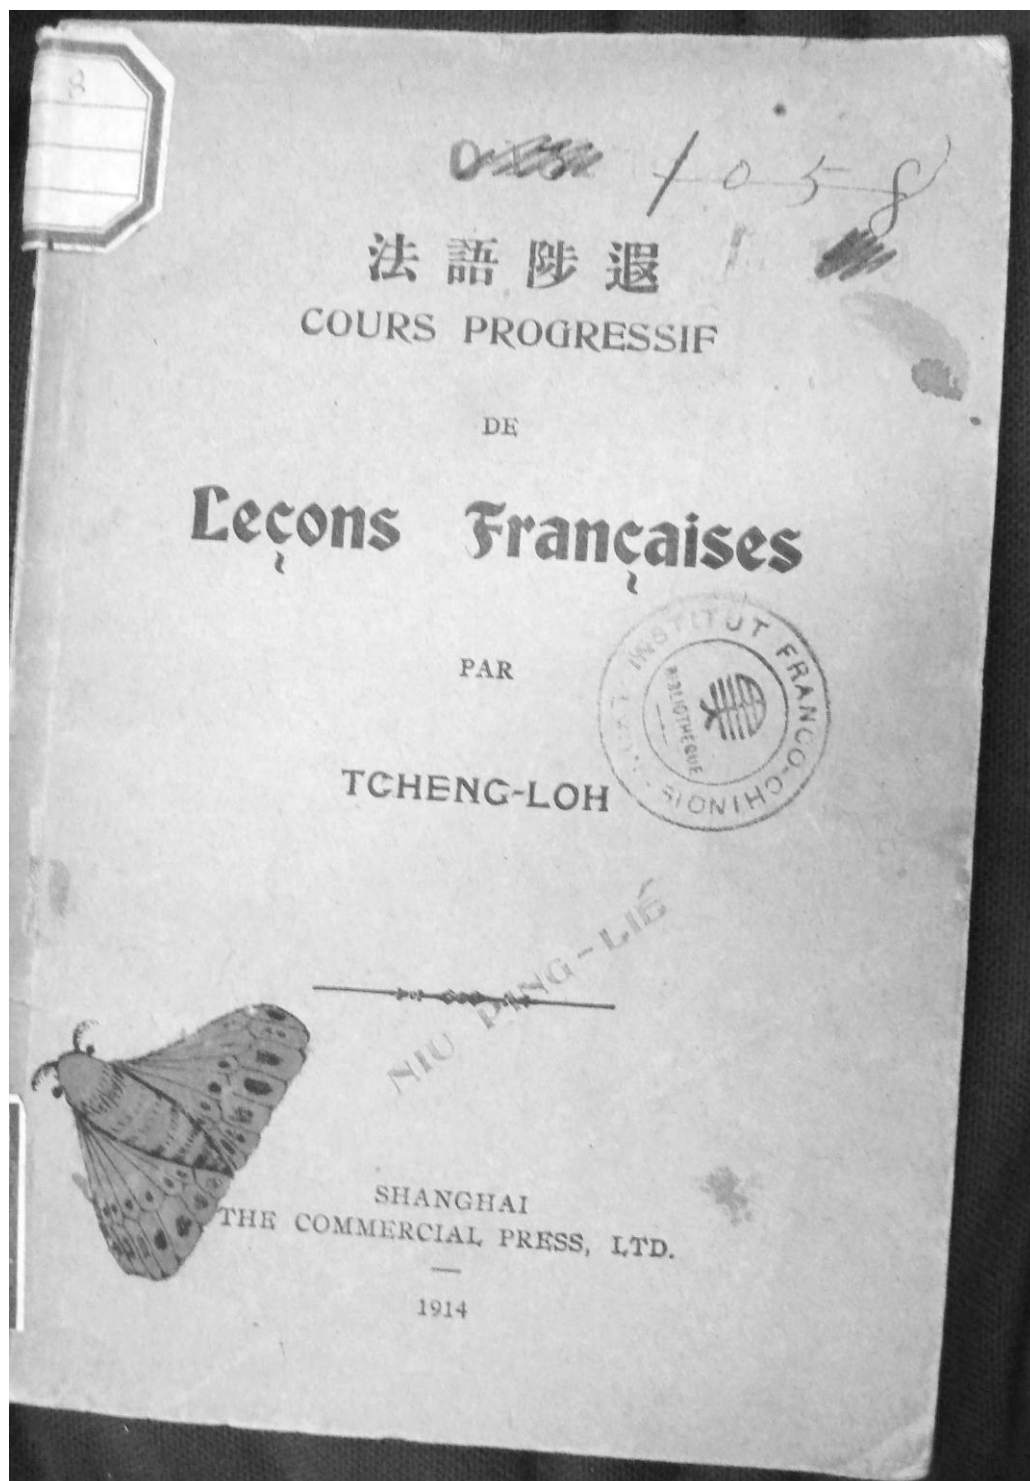 8
1058
法語陟遐
COURS PROGRESSIF
DE
Leçons Françaises
PAR
INSTITUT FRANCO-CHINOIS
BIBLIOTHÈQUE
TCHENG-LOH
NIU PING-LIÉ
SHANGHAI
THE COMMERCIAL PRESS, LTD.
1914